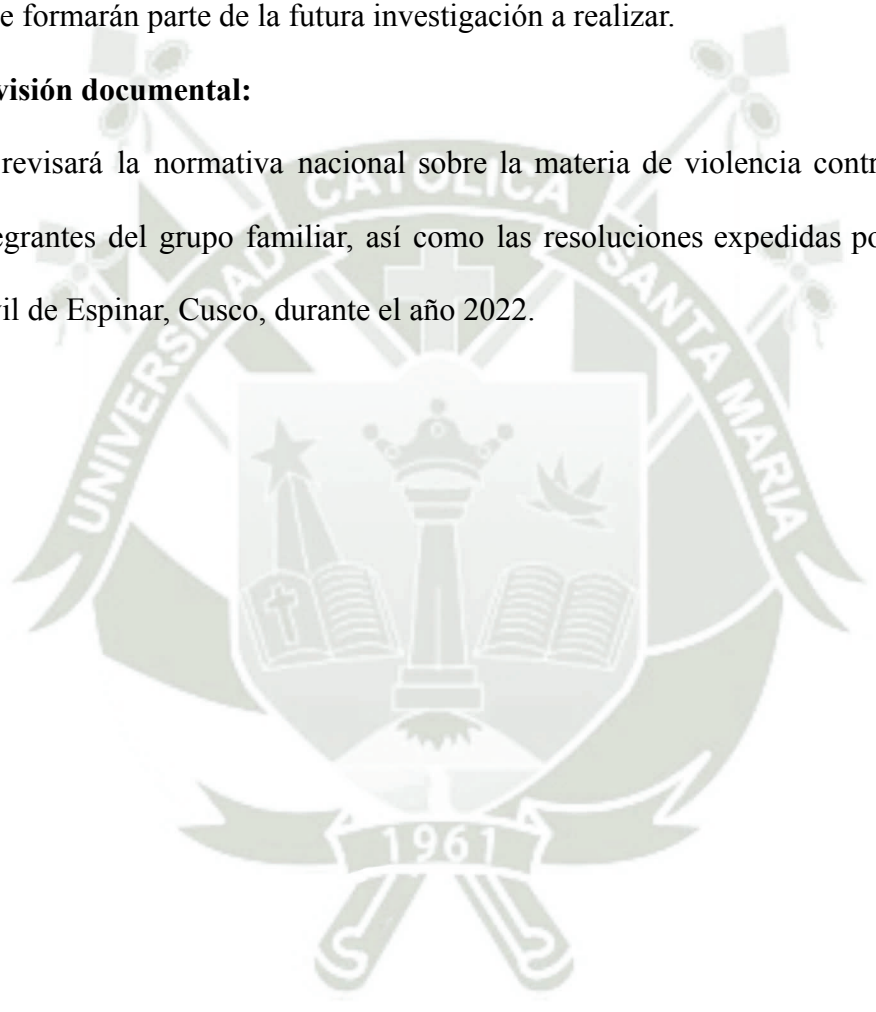 e formarán parte de la futura investigación a realizar.
visión documental:
revisará la normativa nacional sobre la materia de violencia contr
egrantes del grupo familiar, así como las resoluciones expedidas po
vil de Espinar, Cusco, durante el año 2022.
UNIVERSIDAD CATOLICA SANTA MARIA
1961